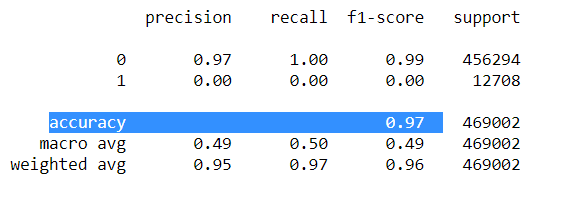 precision recall f1-score support
0 0.97 1.00 0.99 456294
1 0.00 0.00 0.00 12708
accuracy 0.97 469002
macro avg 0.49 0.50 0.49 469002
weighted avg 0.95 0.97 0.96 469002